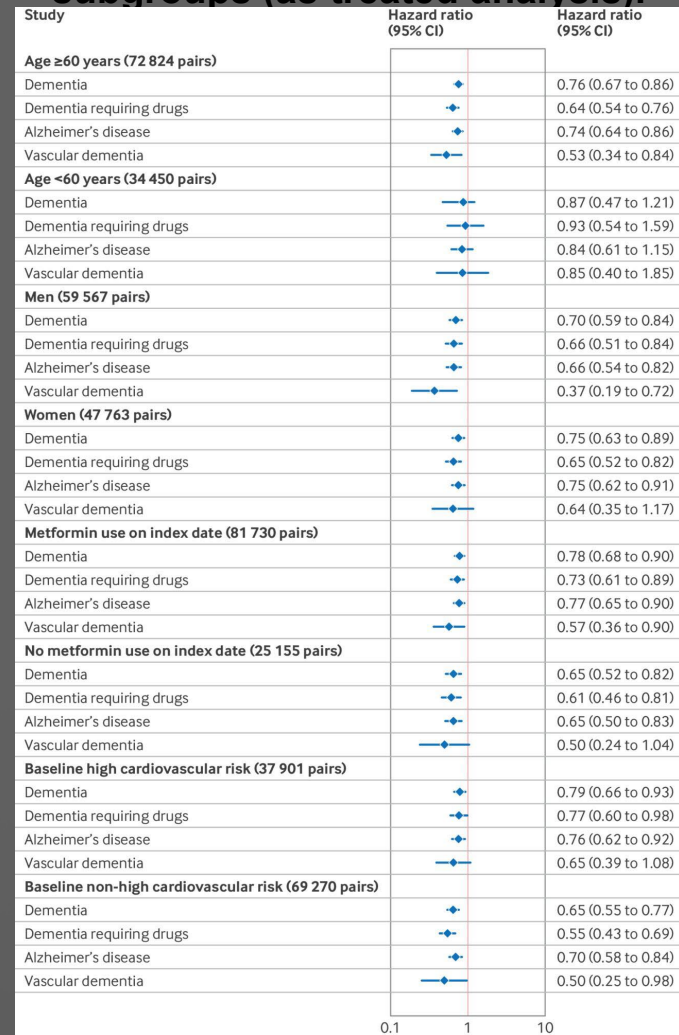 subgroups (as treated analysis).
Study Hazard ratio (95% CI) Hazard ratio (95% CI)
Age ≥60 years (72 824 pairs)
Dementia 0.76 (0.67 to 0.86)
Dementia requiring drugs 0.64 (0.54 to 0.76)
Alzheimer's disease 0.74 (0.64 to 0.86)
Vascular dementia 0.53 (0.34 to 0.84)
Age <60 years (34 450 pairs)
Dementia 0.87 (0.47 to 1.21)
Dementia requiring drugs 0.93 (0.54 to 1.59)
Alzheimer's disease 0.84 (0.61 to 1.15)
Vascular dementia 0.85 (0.40 to 1.85)
Men (59 567 pairs)
Dementia 0.70 (0.59 to 0.84)
Dementia requiring drugs 0.66 (0.51 to 0.84)
Alzheimer's disease 0.66 (0.54 to 0.82)
Vascular dementia 0.37 (0.19 to 0.72)
Women (47 763 pairs)
Dementia 0.75 (0.63 to 0.89)
Dementia requiring drugs 0.65 (0.52 to 0.82)
Alzheimer's disease 0.75 (0.62 to 0.91)
Vascular dementia 0.64 (0.35 to 1.17)
Metformin use on index date (81 730 pairs)
Dementia 0.78 (0.68 to 0.90)
Dementia requiring drugs 0.73 (0.61 to 0.89)
Alzheimer's disease 0.77 (0.65 to 0.90)
Vascular dementia 0.57 (0.36 to 0.90)
No metformin use on index date (25 155 pairs)
Dementia 0.65 (0.52 to 0.82)
Dementia requiring drugs 0.61 (0.46 to 0.81)
Alzheimer's disease 0.65 (0.50 to 0.83)
Vascular dementia 0.50 (0.24 to 1.04)
Baseline high cardiovascular risk (37 901 pairs)
Dementia 0.79 (0.66 to 0.93)
Dementia requiring drugs 0.77 (0.60 to 0.98)
Alzheimer's disease 0.76 (0.62 to 0.92)
Vascular dementia 0.65 (0.39 to 1.08)
Baseline non-high cardiovascular risk (69 270 pairs)
Dementia 0.65 (0.55 to 0.77)
Dementia requiring drugs 0.55 (0.43 to 0.69)
Alzheimer's disease 0.70 (0.58 to 0.84)
Vascular dementia 0.50 (0.25 to 0.98)
0.1 1 10